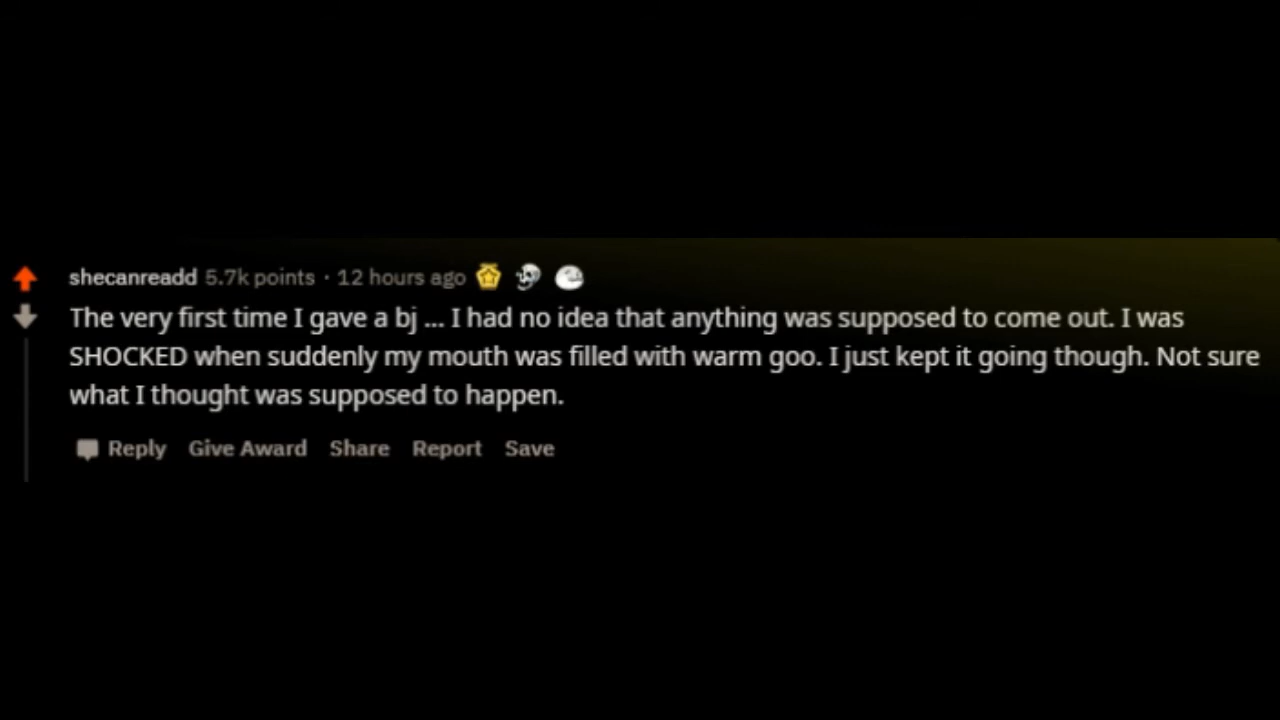 shecanreadd 5.7k points · 12 hours ago
The very first time I gave a bj ... I had no idea that anything was supposed to come out. I was
SHOCKED when suddenly my mouth was filled with warm goo. I just kept it going though. Not sure
what I thought was supposed to happen.
Reply Give Award Share Report Save